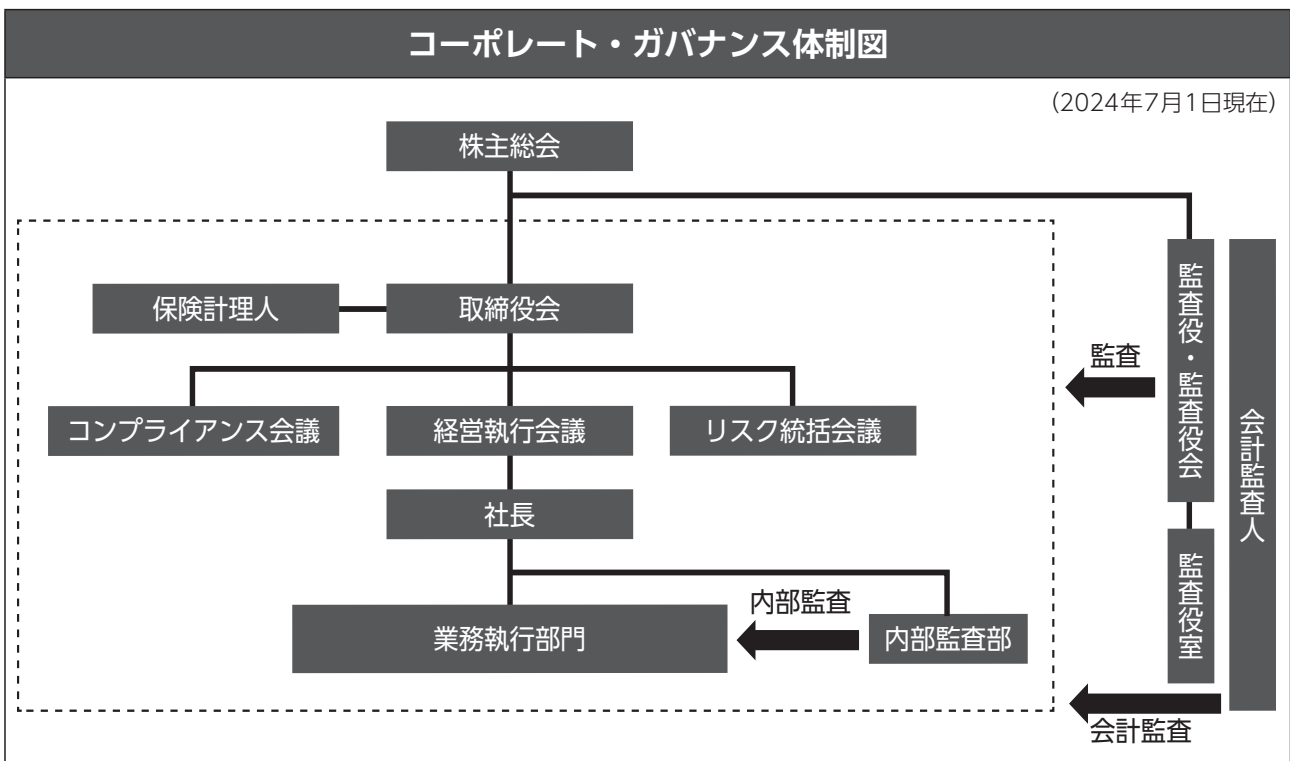 コーポレート・ガバナンス体制図
(2024年7月1日現在)
株主総会
保険計理人
取締役会
監査役・監査役会
会計監査人
監査
コンプライアンス会議
経営執行会議
リスク統括会議
社長
監査役室
内部監査
業務執行部門
内部監査部
会計監査